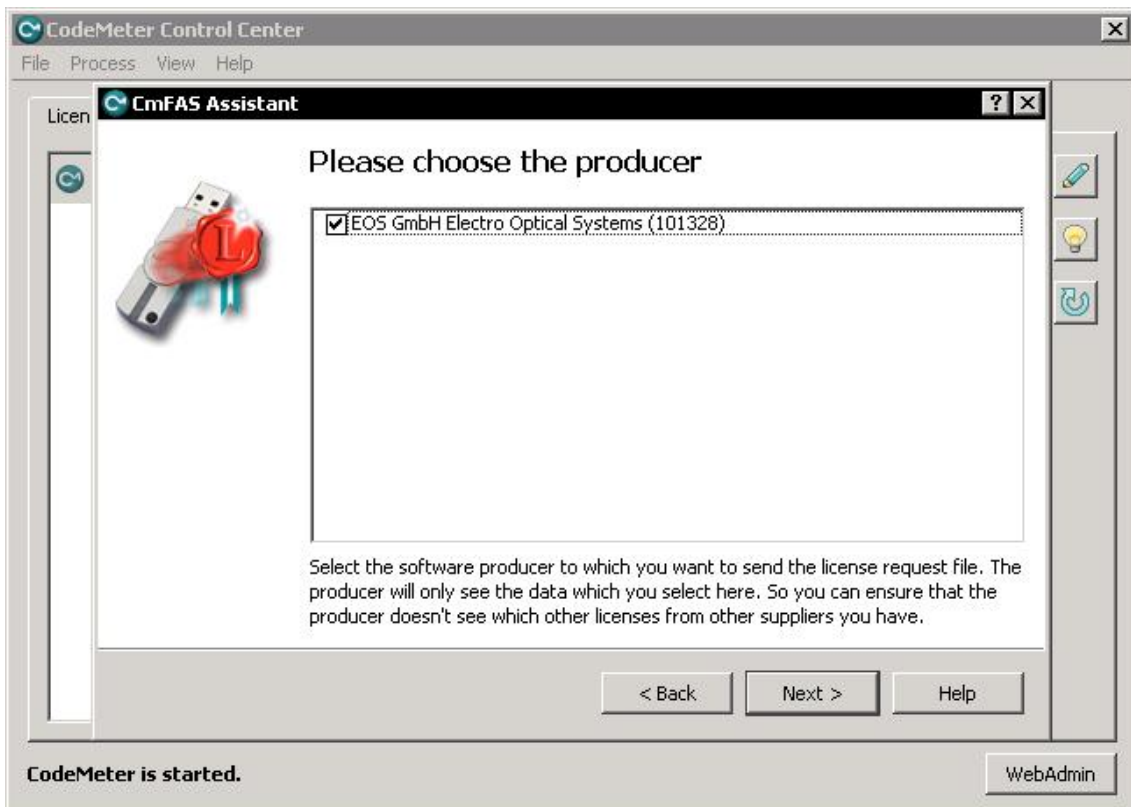 CodeMeter Control Center
File Process View Help
Licen
CmFAS Assistant
Please choose the producer
EOS GmbH Electro Optical Systems (101328)
L
Select the software producer to which you want to send the license request file. The
producer will only see the data which you select here. So you can ensure that the
producer doesn't see which other licenses from other suppliers you have.
< Back Next > Help
CodeMeter is started.
WebAdmin